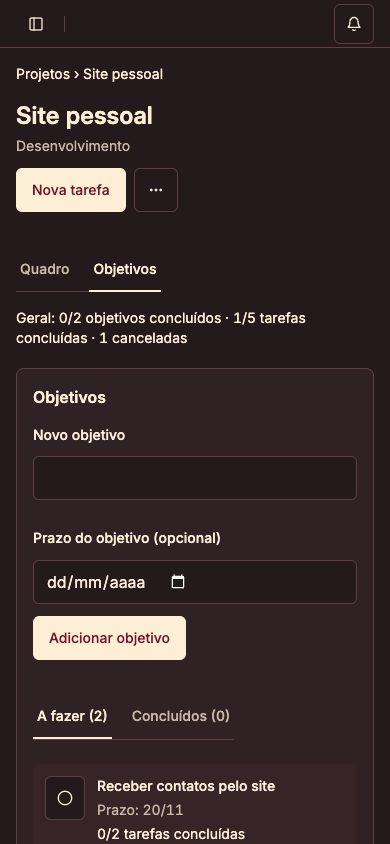 Projetos › Site pessoal
Site pessoal
Desenvolvimento
Nova tarefa
···
Quadro
Objetivos
Geral: 0/2 objetivos concluídos · 1/5 tarefas
concluídas · 1 canceladas
Objetivos
Novo objetivo
Prazo do objetivo (opcional)
dd/mm/aaaa
Adicionar objetivo
A fazer (2)
Concluídos (0)
Receber contatos pelo site
Prazo: 20/11
0/2 tarefas concluídas